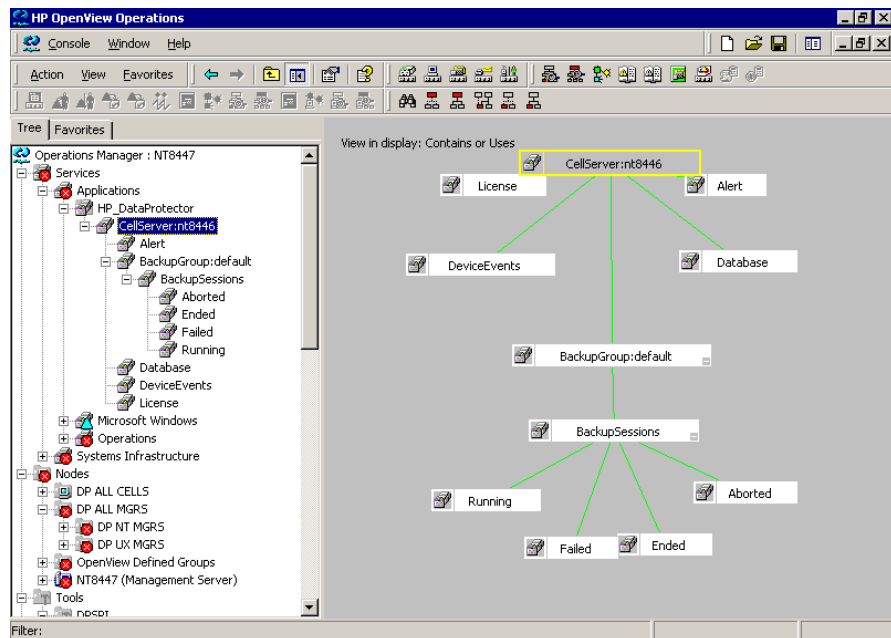 HP OpenView Operations
Console Window Help
Action View Favorites
Tree Favorites
Operations Manager : NT8447
Services
Applications
HP_DataProtector
CellServer:nt8446
Alert
BackupGroup:default
BackupSessions
Aborted
Ended
Failed
Running
Database
DeviceEvents
License
Microsoft Windows
Operations
Systems Infrastructure
Nodes
DP ALL CELLS
DP ALL MGRS
DP NT MGRS
DP UX MGRS
OpenView Defined Groups
NT8447 (Management Server)
Tools
DPSPI
View in display: Contains or Uses
CellServer:nt8446
License
Alert
DeviceEvents
Database
BackupGroup:default
BackupSessions
Running
Aborted
Failed
Ended
Filter: